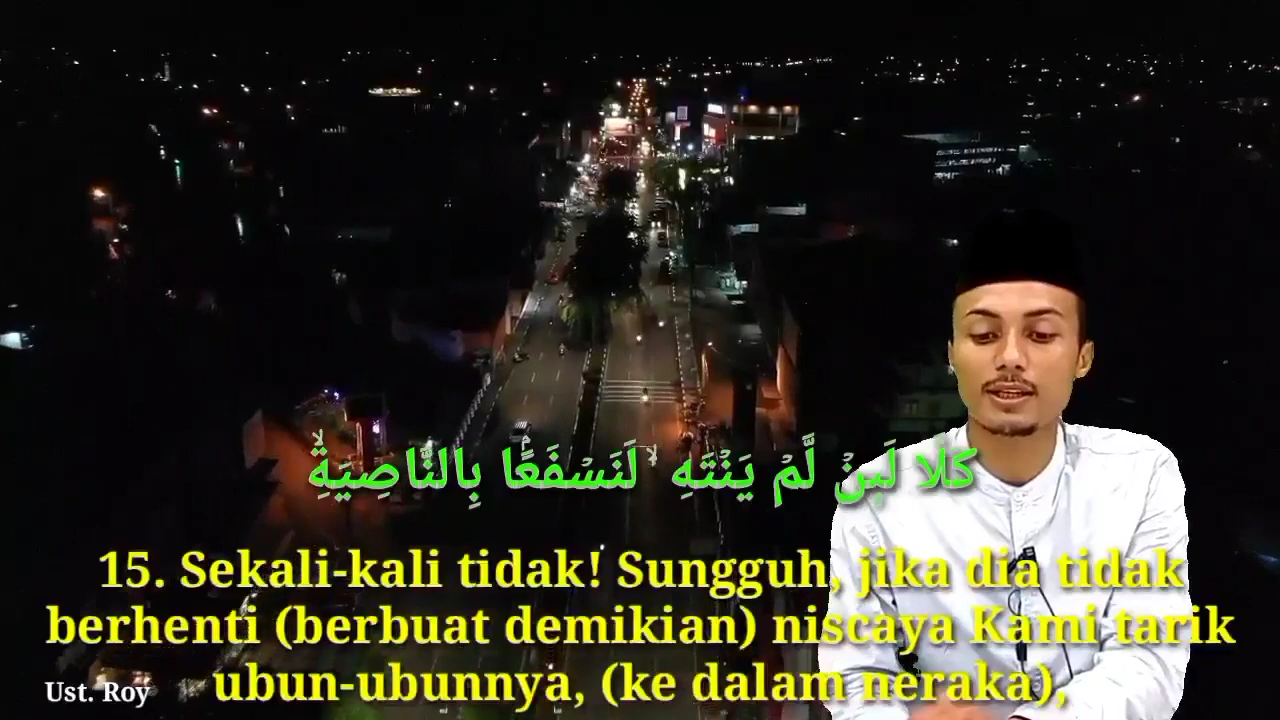 كَلَّا لَىِٕنْ لَّمْ يَنْتَهِ ەۙ لَنَسْفَعًاۢ بِالنَّاصِيَةِۙ
15. Sekali-kali tidak! Sungguh, jika dia tidak
berhenti (berbuat demikian) niscaya Kami tarik
ubun-ubunnya, (ke dalam neraka),
Ust. Roy